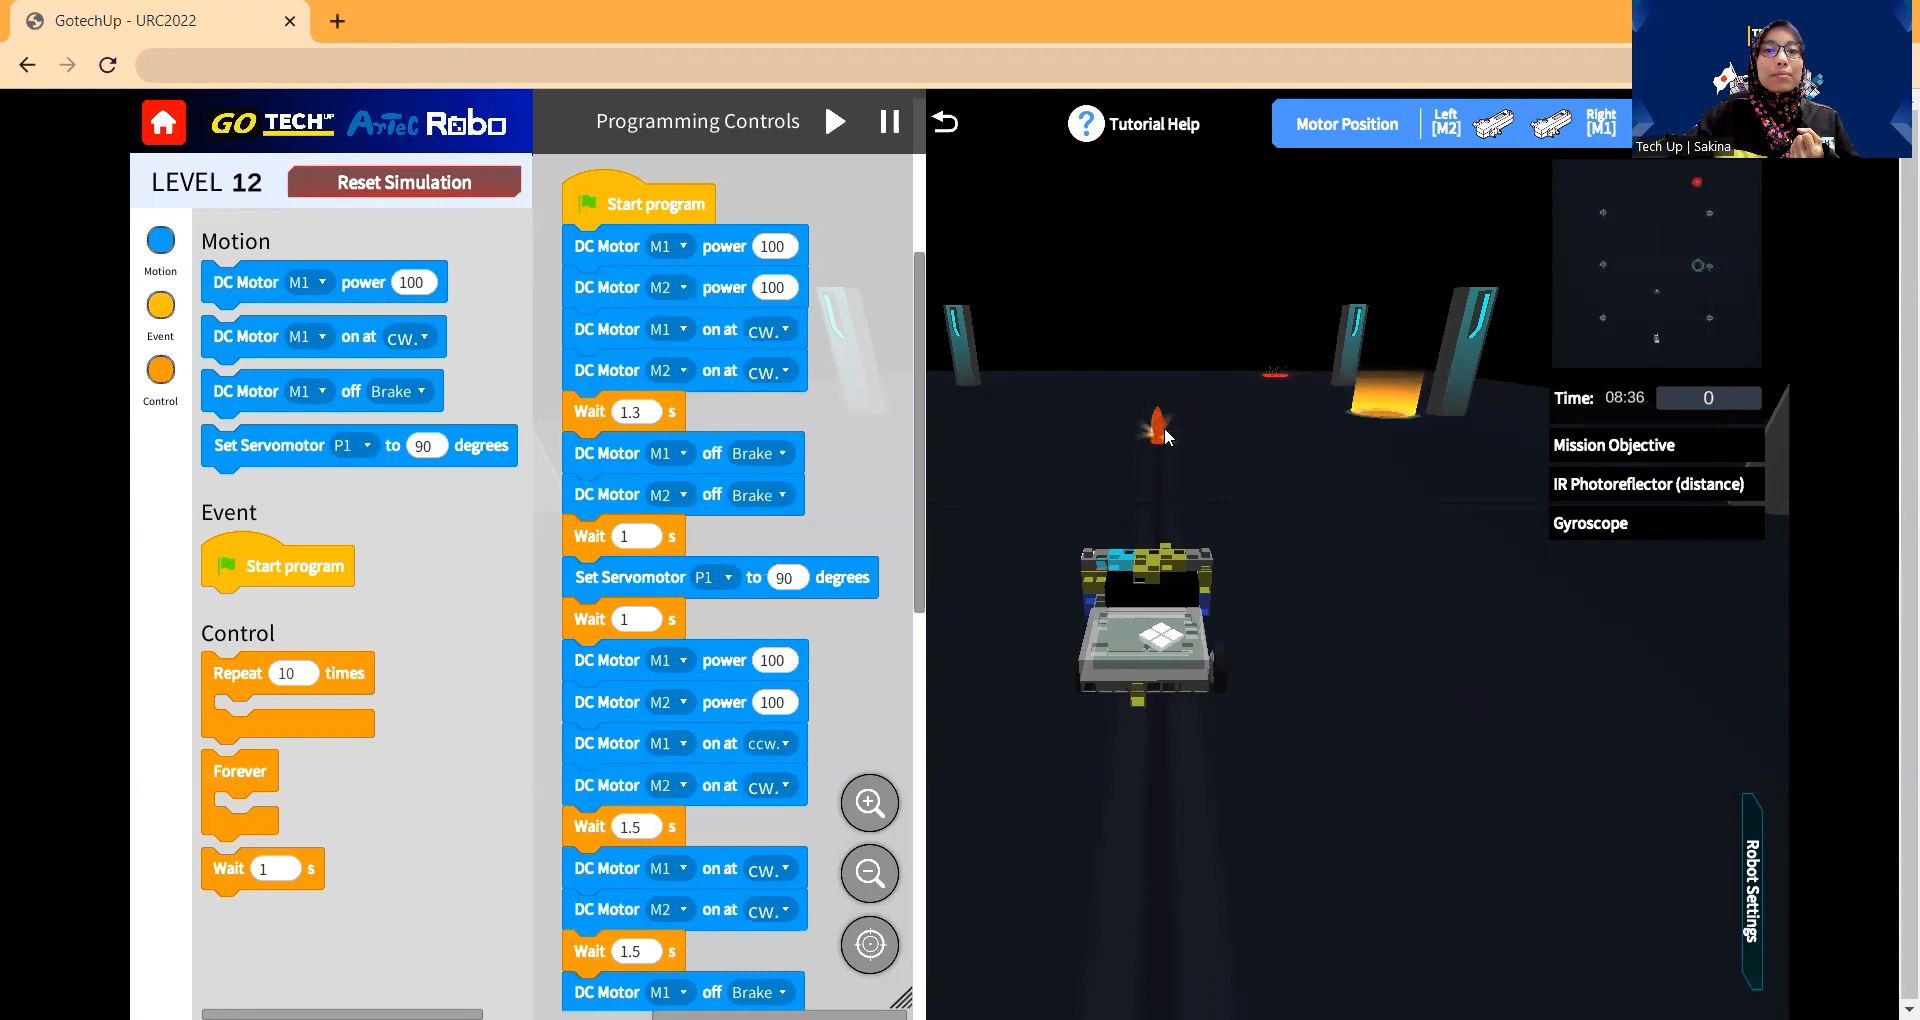 GotechUp - URC2022
GO TECH UP ArTec Robo
LEVEL 12
Reset Simulation
Motion
Event
Control
Motion
DC Motor M1 power 100
DC Motor M1 on at cw.
DC Motor M1 off Brake
Set Servomotor P1 to 90 degrees
Event
Start program
Control
Repeat 10 times
Forever
Wait 1 s
Programming Controls
Start program
DC Motor M1 power 100
DC Motor M2 power 100
DC Motor M1 on at cw.
DC Motor M2 on at cw.
Wait 1.3 s
DC Motor M1 off Brake
DC Motor M2 off Brake
Wait 1 s
Set Servomotor P1 to 90 degrees
Wait 1 s
DC Motor M1 power 100
DC Motor M2 power 100
DC Motor M1 on at ccw.
DC Motor M2 on at cw.
Wait 1.5 s
DC Motor M1 on at cw.
DC Motor M2 on at cw.
Wait 1.5 s
DC Motor M1 off Brake
? Tutorial Help
Motor Position
Left [M2]
Right [M1]
Tech Up | Sakina
Time: 08:36 0
Mission Objective
IR Photoreflector (distance)
Gyroscope
Robot Settings